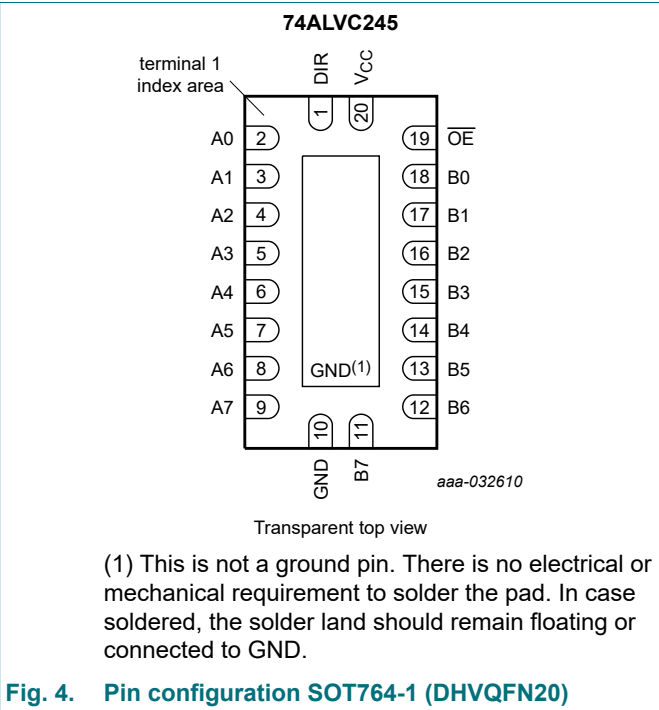 74ALVC245
terminal 1
index area
DIR
VCC
1
20
A0 2
19 OE
A1 3
18 B0
A2 4
17 B1
A3 5
16 B2
A4 6
15 B3
A5 7
14 B4
A6 8
GND(1)
13 B5
A7 9
12 B6
10
11
GND
B7
aaa-032610
Transparent top view
(1) This is not a ground pin. There is no electrical or
mechanical requirement to solder the pad. In case
soldered, the solder land should remain floating or
connected to GND.
Fig. 4. Pin configuration SOT764-1 (DHVQFN20)